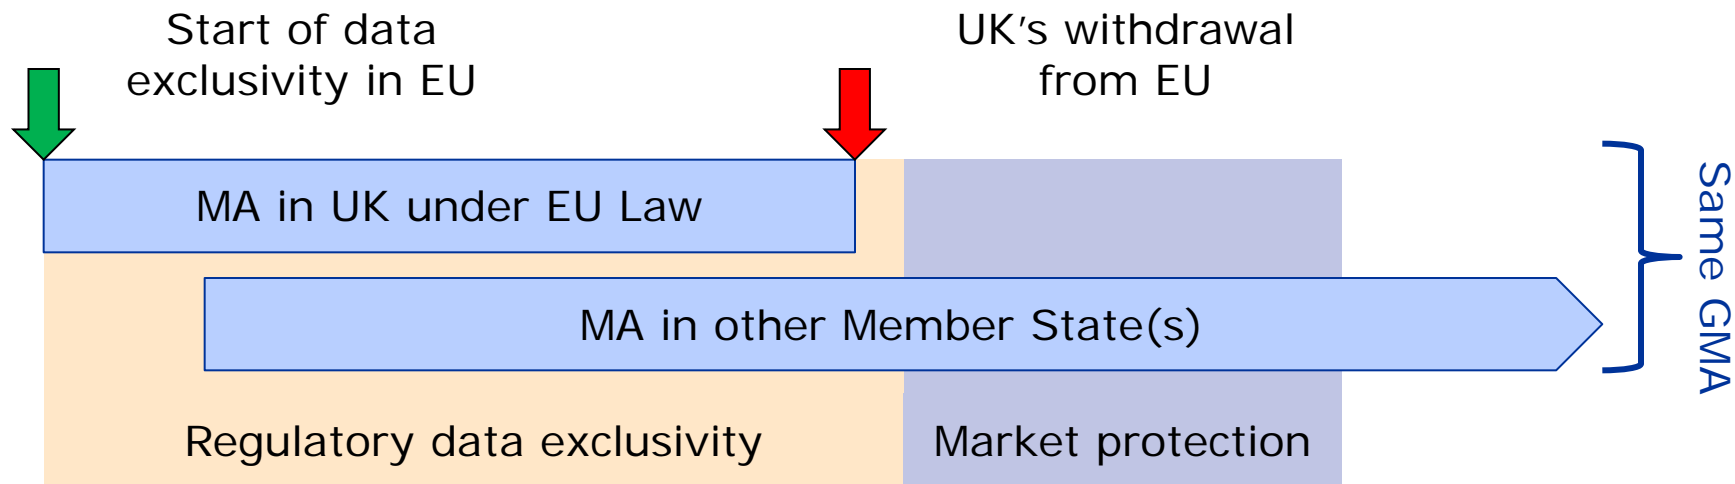 Start of data
exclusivity in EU
UK's withdrawal
from EU
MA in UK under EU Law
MA in other Member State(s)
Regulatory data exclusivity
Market protection
Same GMA